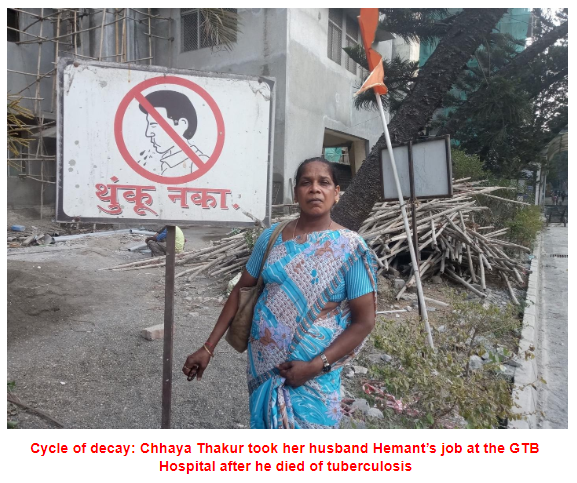 थुंकू नका.
Cycle of decay: Chhaya Thakur took her husband Hemant's job at the GTB
Hospital after he died of tuberculosis